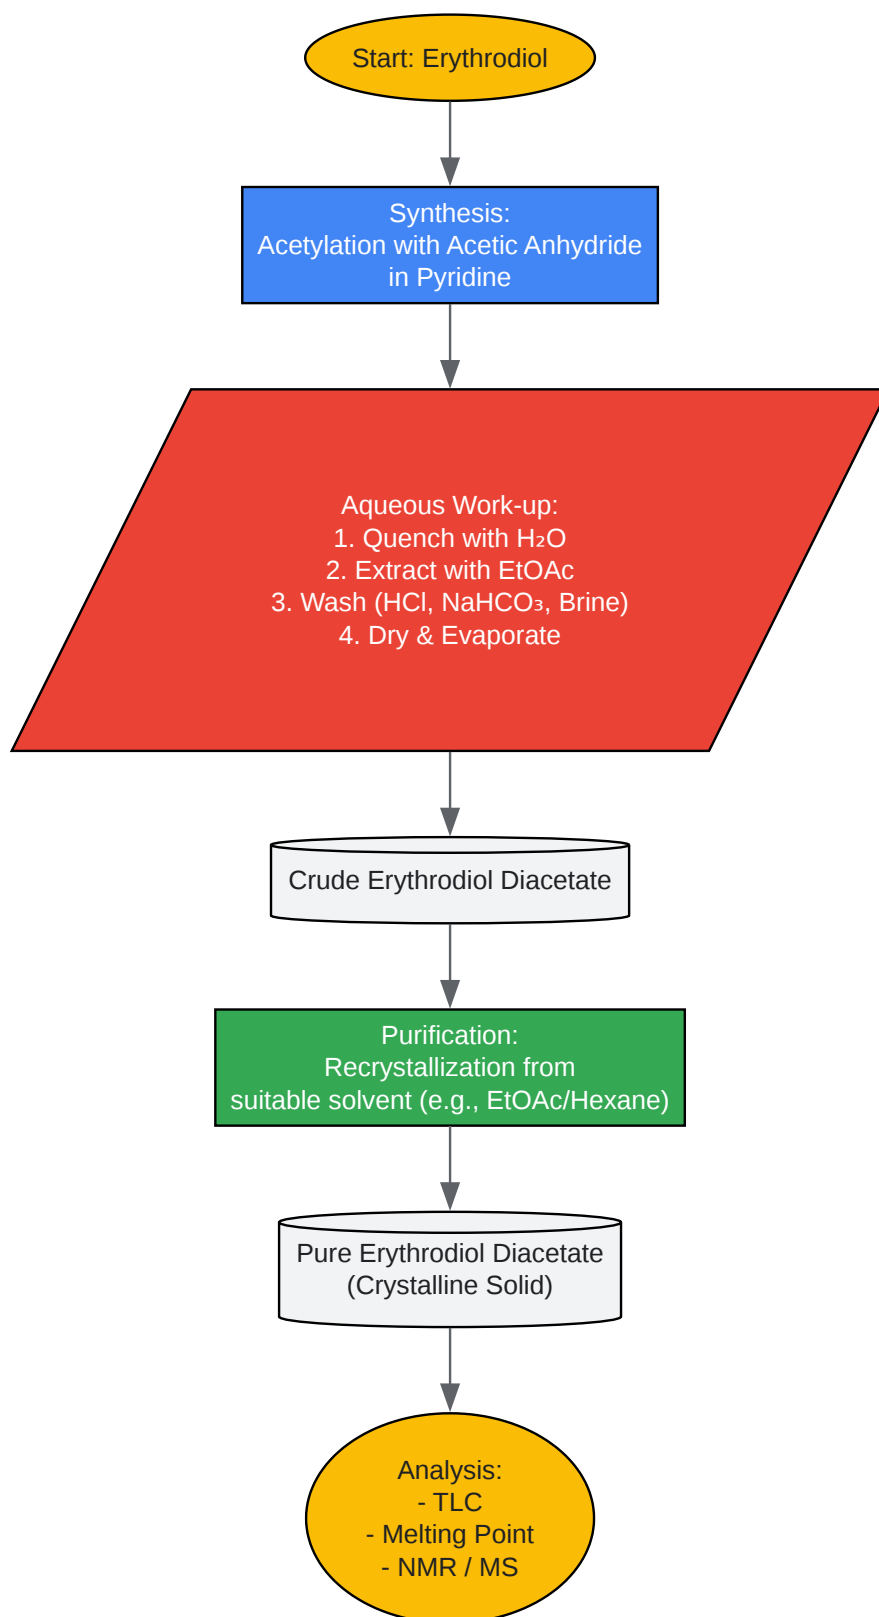 Start: Erythrodiol
Synthesis:
Acetylation with Acetic Anhydride
in Pyridine
Aqueous Work-up:
1. Quench with H₂O
2. Extract with EtOAc
3. Wash (HCl, NaHCO₃, Brine)
4. Dry & Evaporate
Crude Erythrodiol Diacetate
Purification:
Recrystallization from
suitable solvent (e.g., EtOAc/Hexane)
Pure Erythrodiol Diacetate
(Crystalline Solid)
Analysis:
- TLC
- Melting Point
- NMR / MS